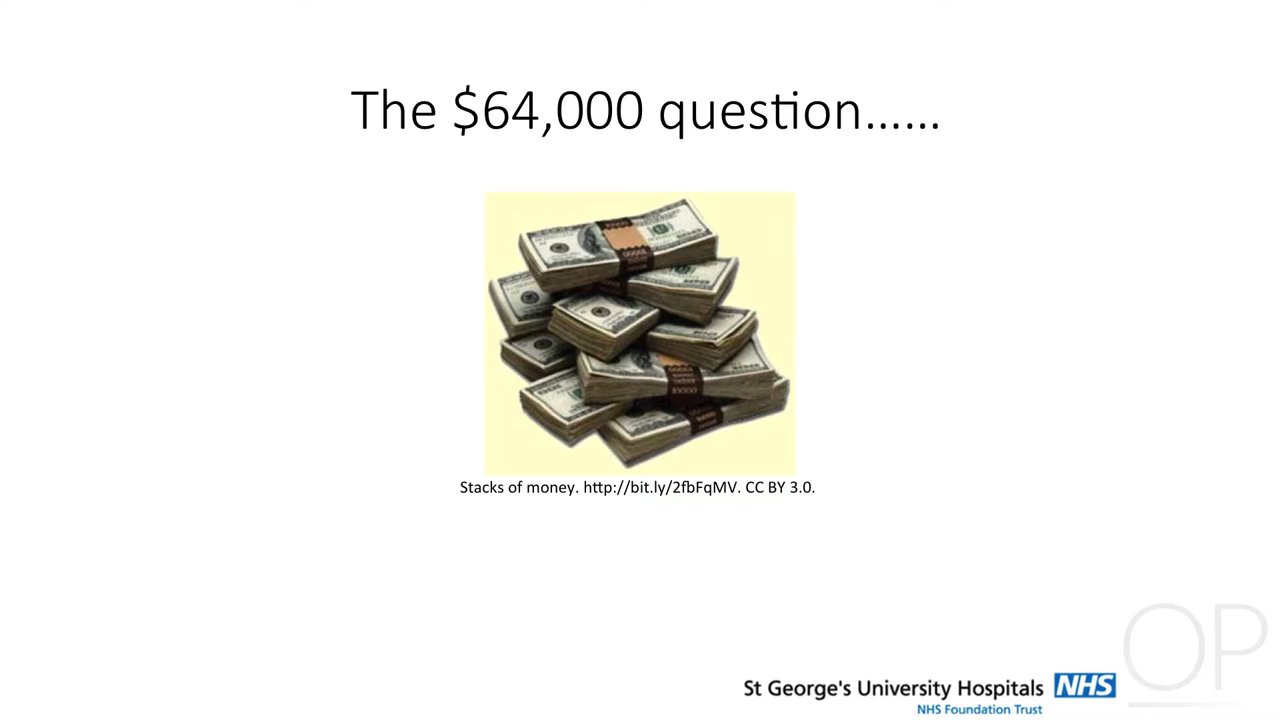 The $64,000 question......
Stacks of money. http://bit.ly/2fbFqMV. CC BY 3.0.
St George's University Hospitals NHS
NHS Foundation Trust
OP